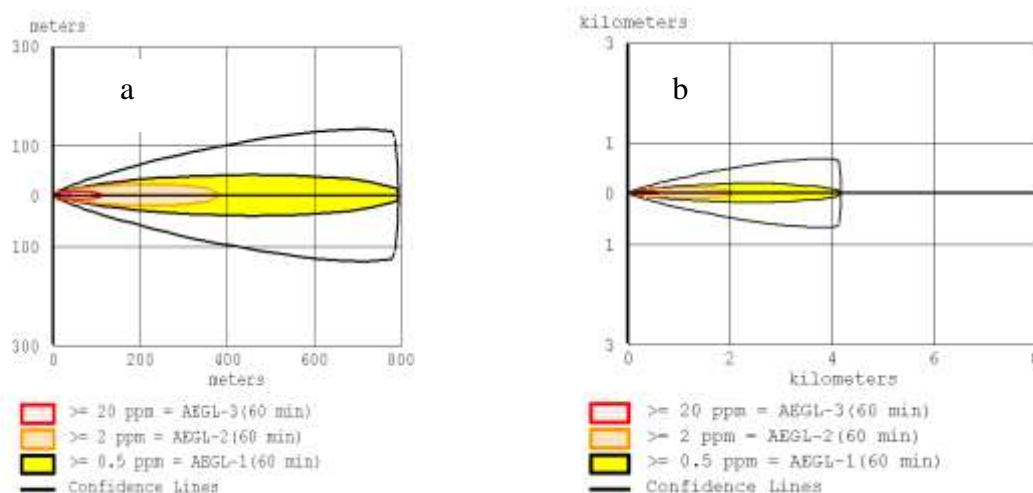 meters
300
a
100
0
100
300
0 200 400 600 800
meters
>= 20 ppm = AEGL-3(60 min)
>= 2 ppm = AEGL-2(60 min)
>= 0.5 ppm = AEGL-1(60 min)
Confidence Lines
kilometers
3
b
1
0
1
3
0 2 4 6 8
kilometers
>= 20 ppm = AEGL-3(60 min)
>= 2 ppm = AEGL-2(60 min)
>= 0.5 ppm = AEGL-1(60 min)
Confidence Lines